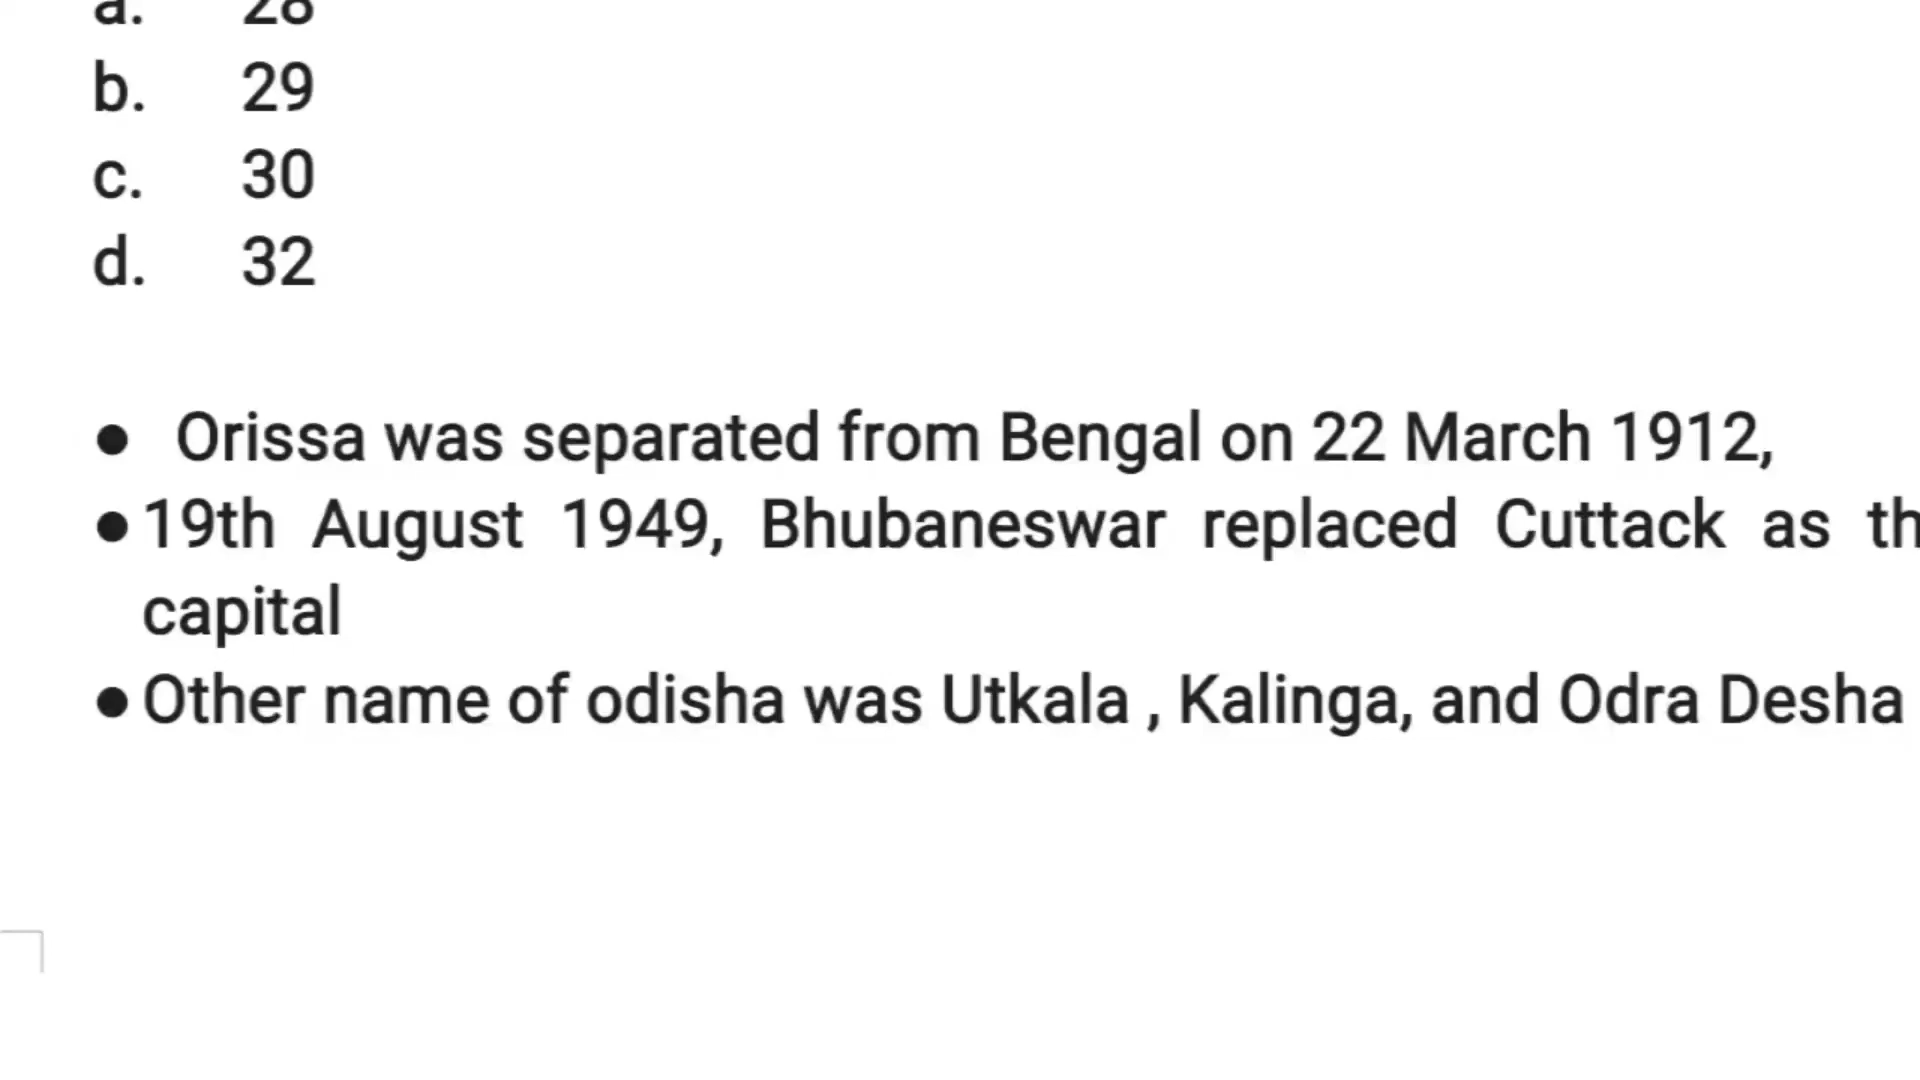 a. 28
b. 29
c. 30
d. 32
● Orissa was separated from Bengal on 22 March 1912,
● 19th August 1949, Bhubaneswar replaced Cuttack as
capital
● Other name of odisha was Utkala , Kalinga, and Odra Desha